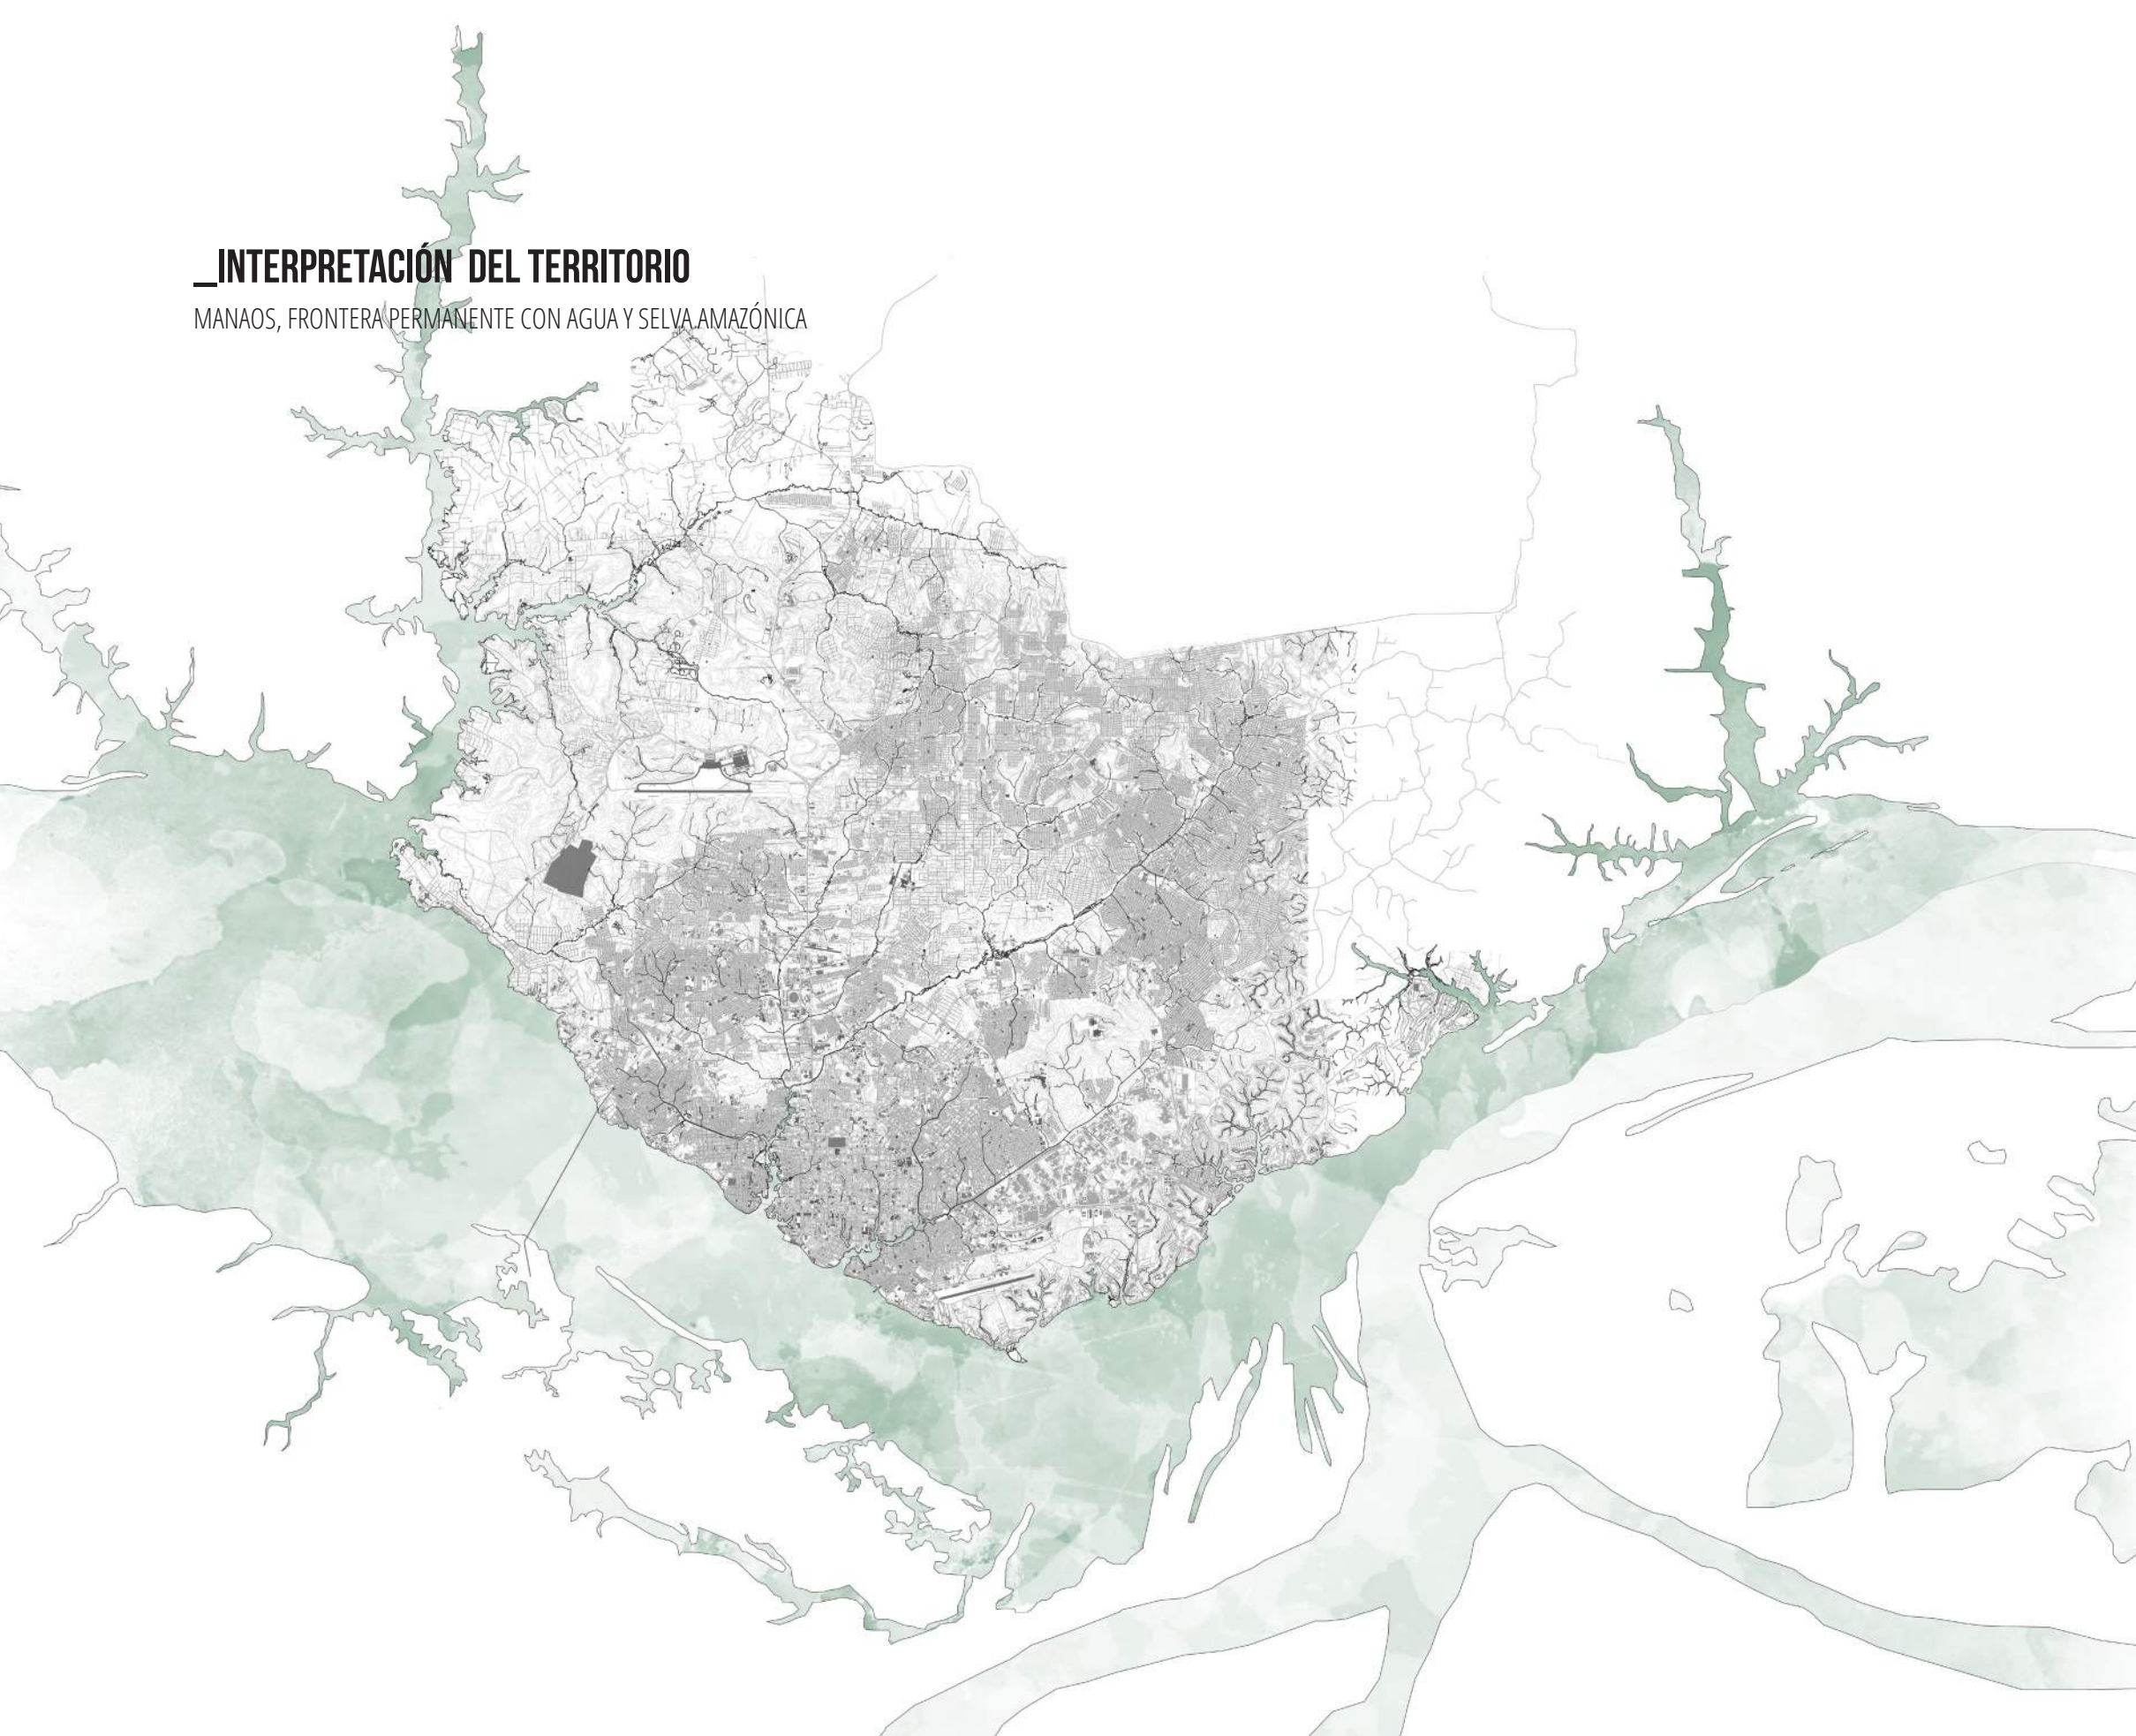 _INTERPRETACIÓN DEL TERRITORIO
MANAOS, FRONTERA PERMANENTE CON AGUA Y SELVA AMAZÓNICA